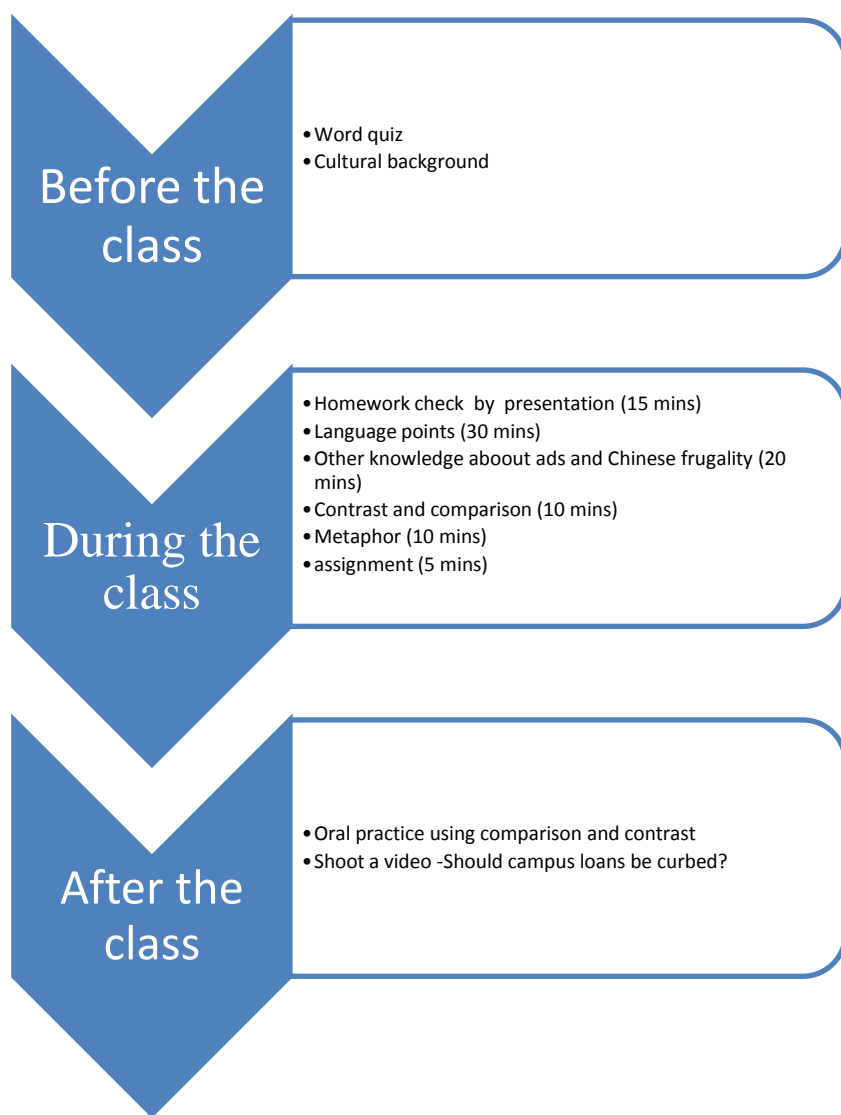 Before the
class
•Word quiz
•Cultural background
During the
class
•Homework check by presentation (15 mins)
•Language points (30 mins)
•Other knowledge aboout ads and Chinese frugality (20
mins)
•Contrast and comparison (10 mins)
•Metaphor (10 mins)
•assignment (5 mins)
After the
class
•Oral practice using comparison and contrast
•Shoot a video -Should campus loans be curbed?